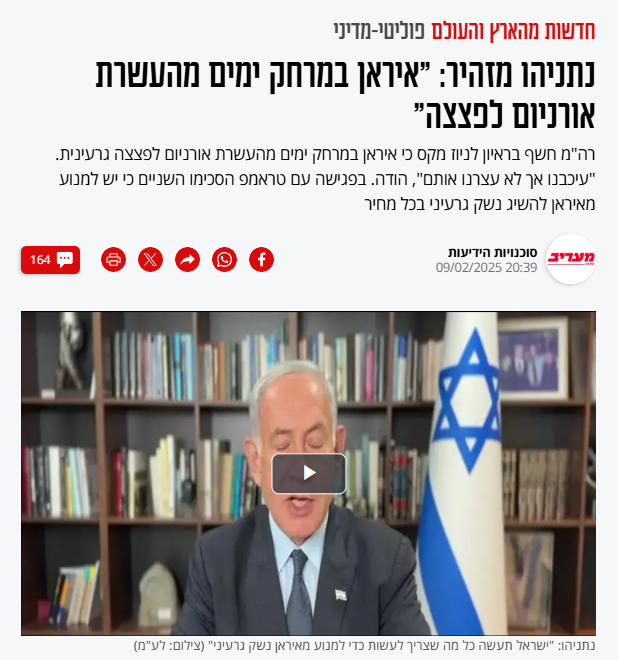 חדשות מהארץ והעולם פוליטי-מדיני
נתניהו מזהיר: "איראן במרחק ימים מהעשרת
אורניום לפצצה"
רה"מ חשף בראיון לניוז מקס כי איראן במרחק ימים מהעשרת אורניום לפצצה גרעינית.
"עיכבנו אך לא עצרנו אותם", הודה. בפגישה עם טראמפ הסכימו השניים כי יש למנוע
מאיראן להשיג נשק גרעיני בכל מחיר
מעריב
סוכנויות הידיעות
09/02/2025 20:39
164
נתניהו: "ישראל תעשה כל מה שצריך לעשות כדי למנוע מאיראן נשק גרעיני" (צילום: לע"מ)